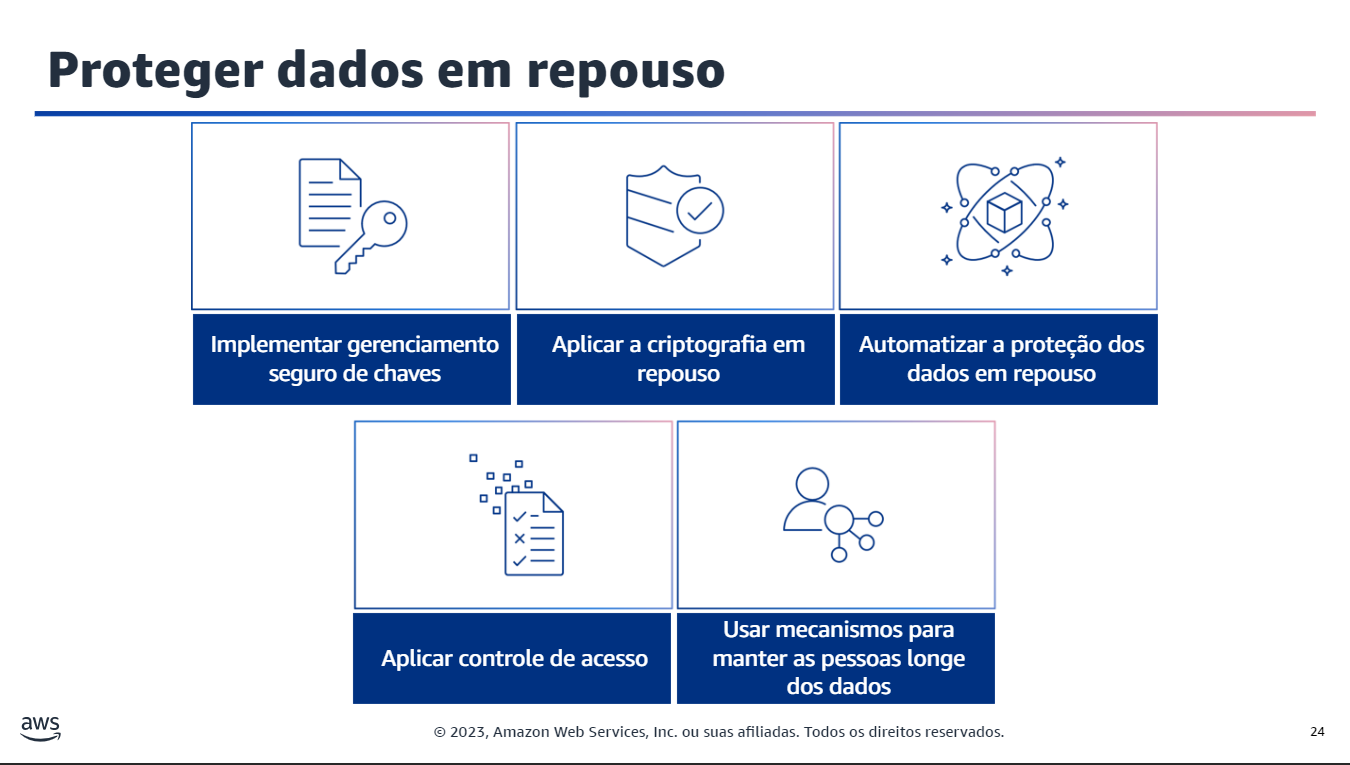 Proteger dados em repouso
Implementar gerenciamento
seguro de chaves
Aplicar a criptografia em
repouso
Automatizar a proteção dos
dados em repouso
Aplicar controle de acesso
Usar mecanismos para
manter as pessoas longe
dos dados
aws
© 2023, Amazon Web Services, Inc. ou suas afiliadas. Todos os direitos reservados.
24